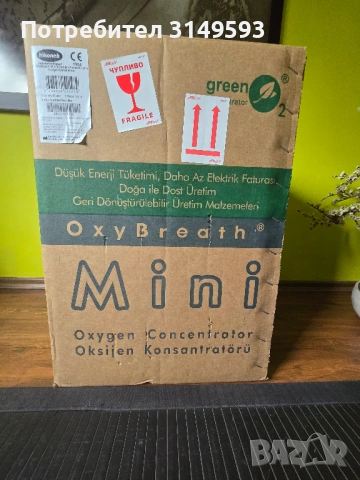 Потребител 3149593
ЧУПЛИВО
FRAGILE
green
O2®
Düşük Enerji Tüketimi, Daha Az Elektrik Faturası,
Doğa ile Dost Üretim
Geri Dönüştürülebilir Üretim Malzemeleri
OxyBreath®
Mini
Oxygen Concentrator
Oksijen Konsantratörü
BAZAR